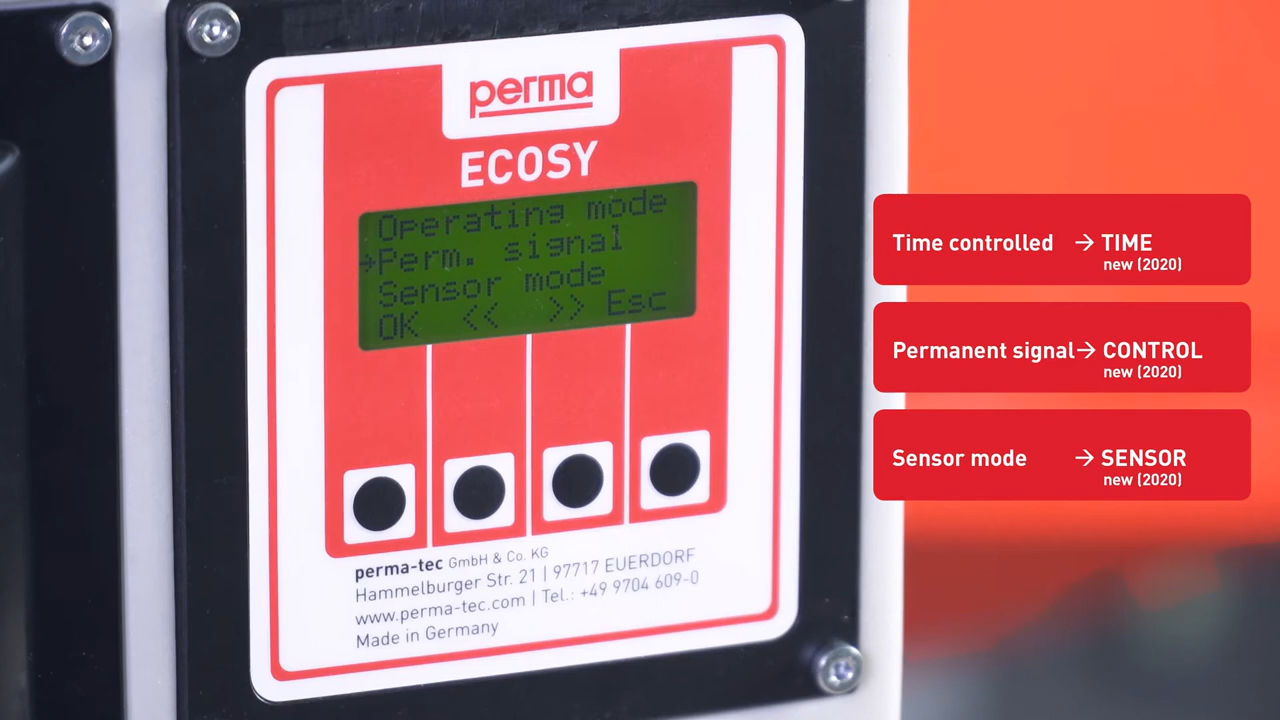 perma
ECOSY
Operating mode
→Perm. signal
Sensor mode
OK << >> Esc
perma-tec GmbH & Co. KG
Hammelburger Str. 21 | 97717 EUERDORF
www.perma-tec.com | Tel.: +49 9704 609-0
Made in Germany
Time controlled → TIME
new (2020)
Permanent signal→ CONTROL
new (2020)
Sensor mode → SENSOR
new (2020)